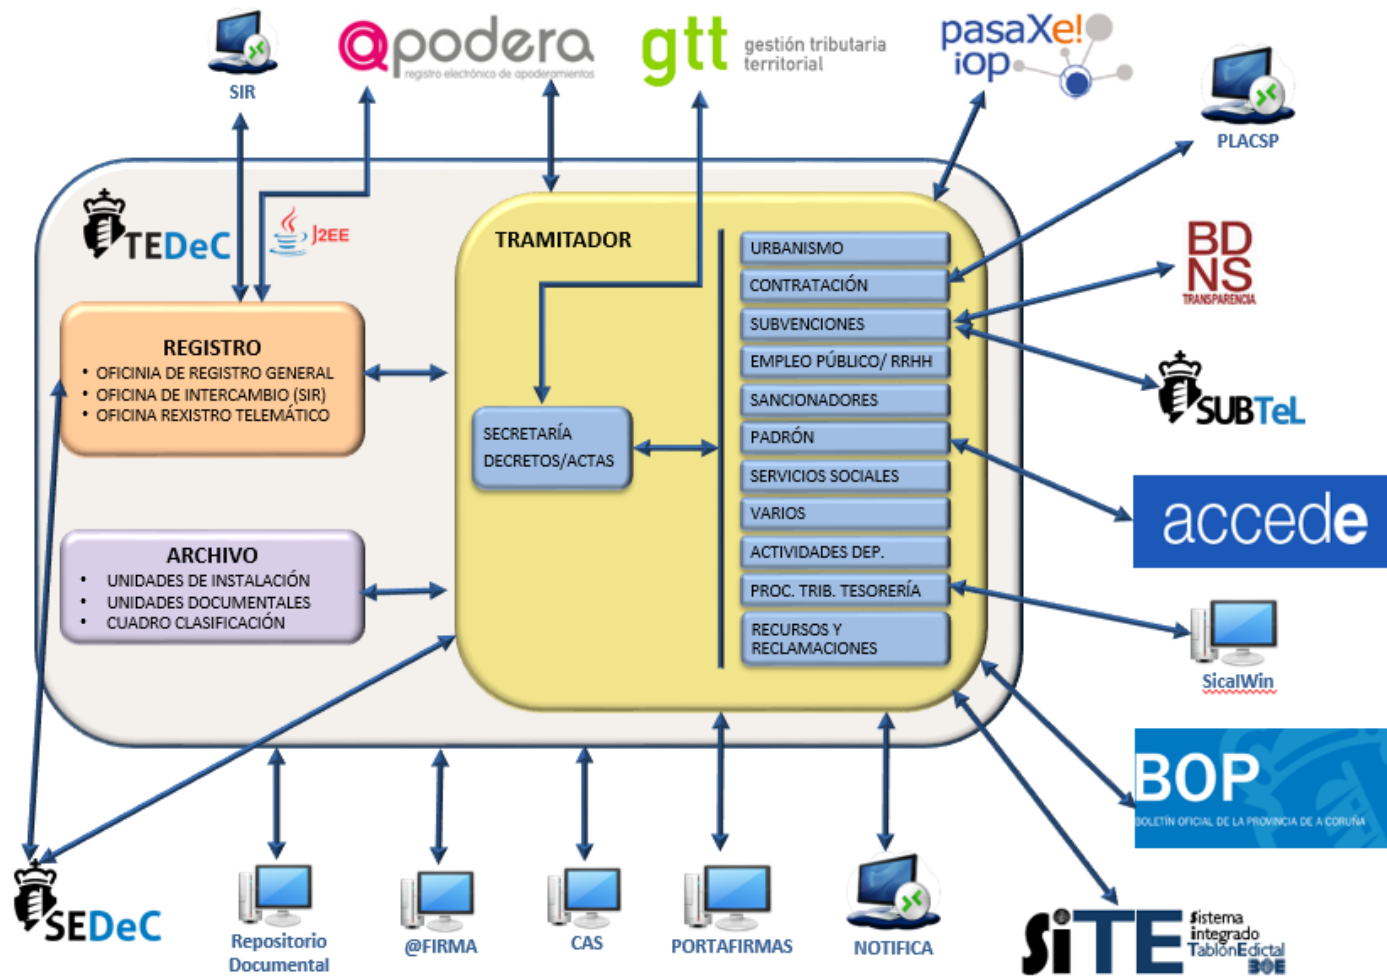 SIR
@podera
registro electrónico de apoderamientos
gtt
gestión tributaria
territorial
pasaXe!
iop
PLACSP
TEDeC
J2EE
TRAMITADOR
REGISTRO
• OFICINIA DE REGISTRO GENERAL
• OFICINA DE INTERCAMBIO (SIR)
• OFICINA REXISTRO TELEMÁTICO
ARCHIVO
• UNIDADES DE INSTALACIÓN
• UNIDADES DOCUMENTALES
• CUADRO CLASIFICACIÓN
SECRETARÍA
DECRETOS/ACTAS
URBANISMO
CONTRATACIÓN
SUBVENCIONES
EMPLEO PÚBLICO/ RRHH
SANCIONADORES
PADRÓN
SERVICIOS SOCIALES
VARIOS
ACTIVIDADES DEP.
PROC. TRIB. TESORERÍA
RECURSOS Y
RECLAMACIONES
BD
NS
TRANSPARENCIA
SUBTeL
accede
SicalWin
BOP
BOLETÍN OFICIAL DE LA PROVINCIA DE A CORUÑA
SEDeC
Repositorio
Documental
@FIRMA
CAS
PORTAFIRMAS
NOTIFICA
SiTE
Sistema
integrado
TablónEdictal
BOE